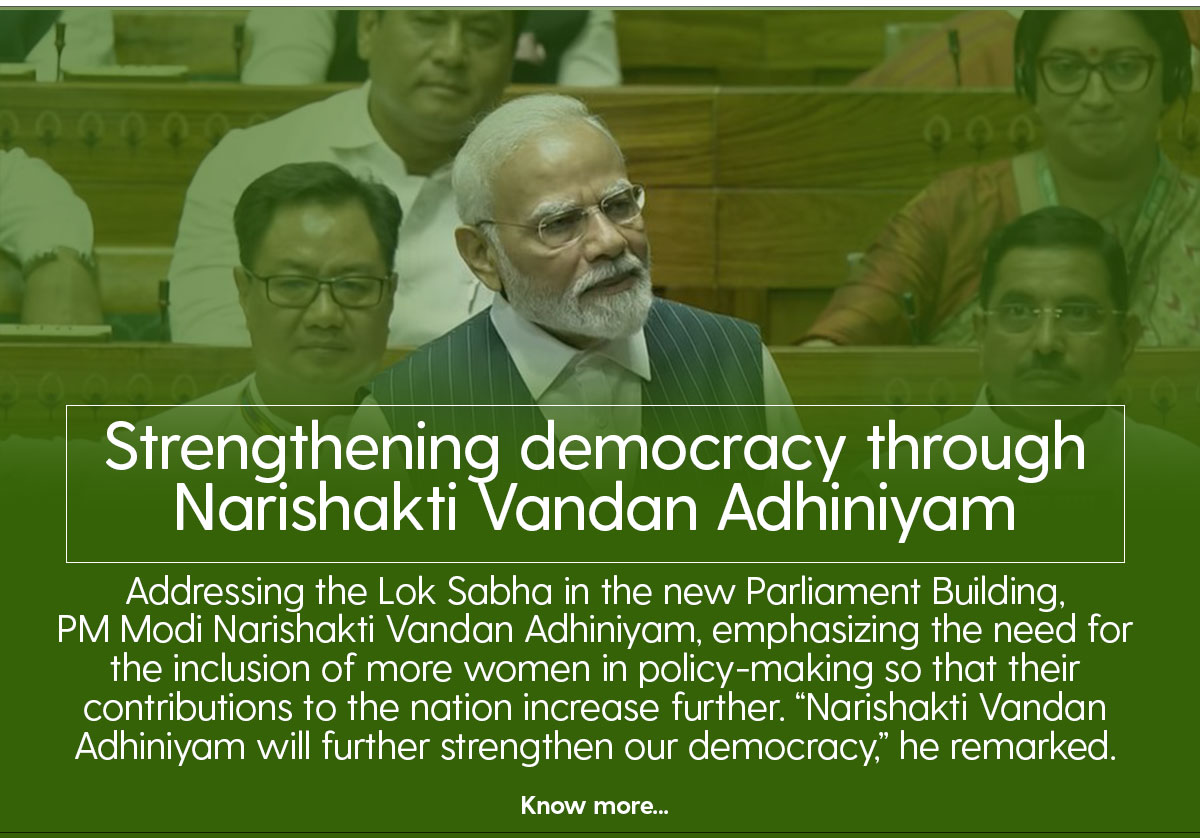 Strengthening democracy through
Narishakti Vandan Adhiniyam
Addressing the Lok Sabha in the new Parliament Building,
PM Modi Narishakti Vandan Adhiniyam, emphasizing the need for
the inclusion of more women in policy-making so that their
contributions to the nation increase further. “Narishakti Vandan
Adhiniyam will further strengthen our democracy,” he remarked.
Know more...